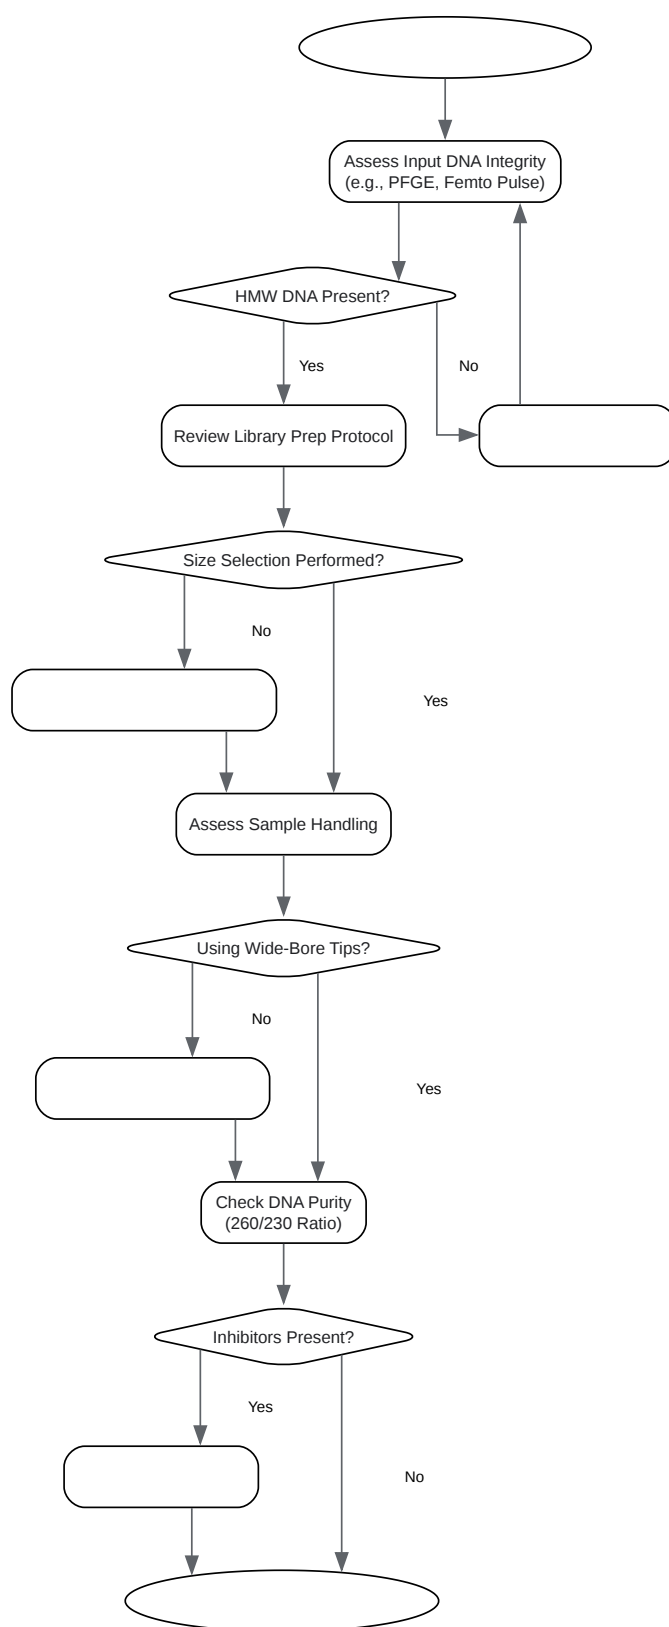 Assess Input DNA Integrity
(e.g., PFGE, Femto Pulse)
HMW DNA Present?
Yes
No
Review Library Prep Protocol
Size Selection Performed?
No
Yes
Assess Sample Handling
Using Wide-Bore Tips?
No
Yes
Check DNA Purity
(260/230 Ratio)
Inhibitors Present?
Yes
No